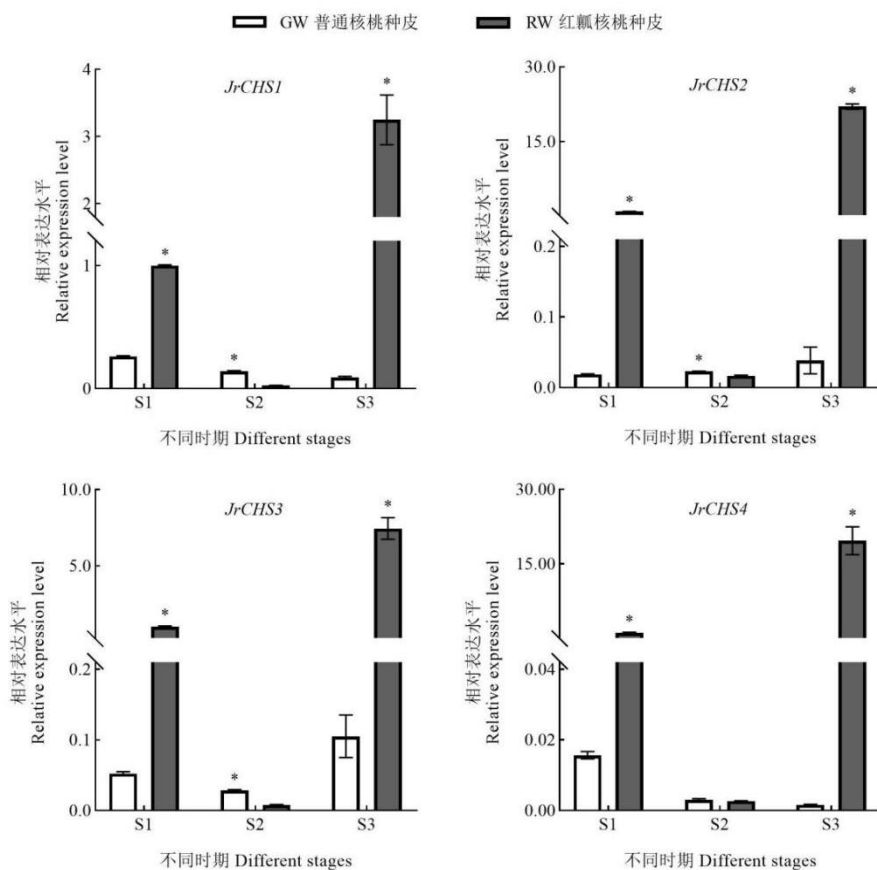 GW 普通核桃种皮 RW 红瓤核桃种皮
JrCHS1
相对表达水平
Relative expression level
4
3
2
1
0
*
*
*
S1 S2 S3
不同时期 Different stages
JrCHS2
相对表达水平
Relative expression level
30.0
15.0
0.2
0.1
0.0
*
*
*
S1 S2 S3
不同时期 Different stages
JrCHS3
相对表达水平
Relative expression level
10.0
5.0
0.2
0.1
0.0
*
*
*
S1 S2 S3
不同时期 Different stages
JrCHS4
相对表达水平
Relative expression level
30.00
15.00
0.04
0.02
0.00
*
*
S1 S2 S3
不同时期 Different stages